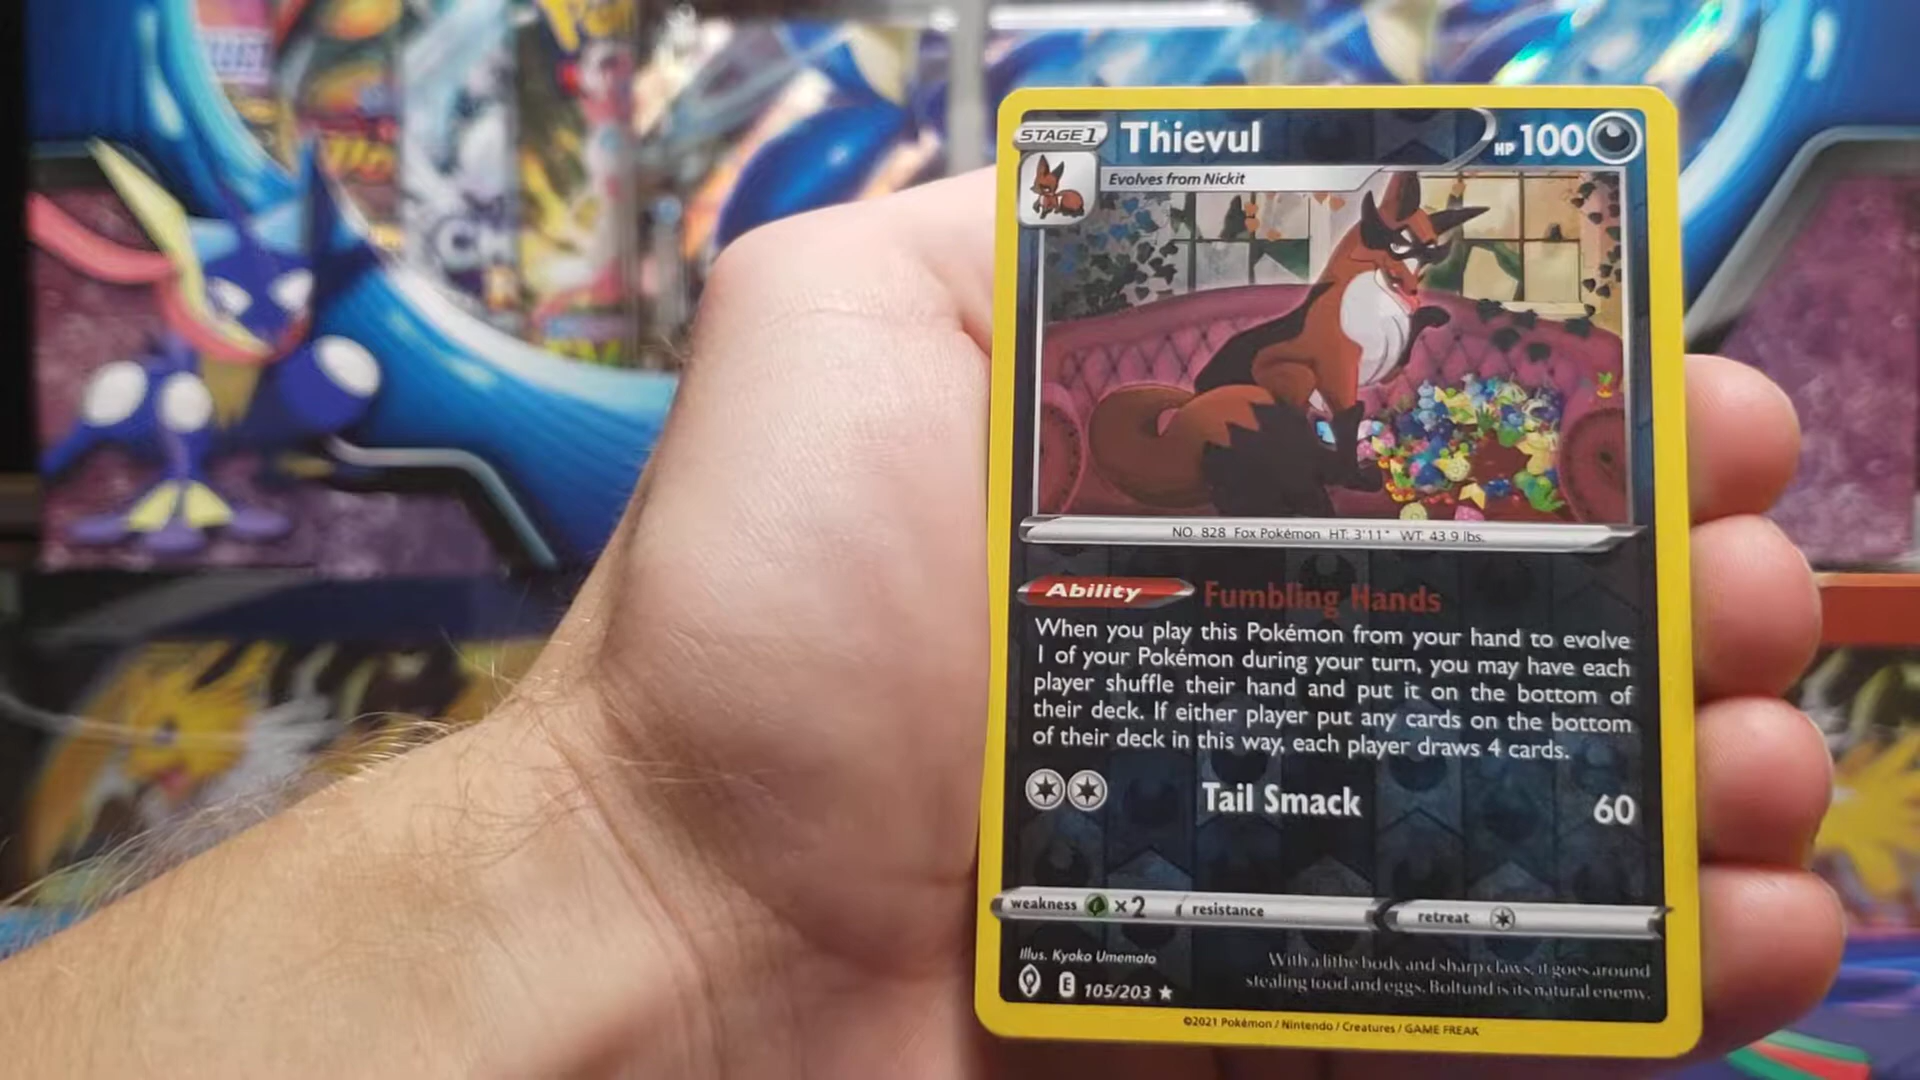 STAGE 1 Thievul HP 100
Evolves from Nickit
NO. 828 Fox Pokémon HT: 3'11" WT: 43.9 lbs.
Ability Fumbling Hands
When you play this Pokémon from your hand to evolve
1 of your Pokémon during your turn, you may have each
player shuffle their hand and put it on the bottom of
their deck. If either player put any cards on the bottom
of their deck in this way, each player draws 4 cards.
Tail Smack 60
weakness ×2 resistance retreat
Illus. Kyoko Umemoto
E 105/203 ★
With a lithe body and sharp claws, it goes around
stealing food and eggs. Boltund is its natural enemy.
©2021 Pokémon / Nintendo / Creatures / GAME FREAK